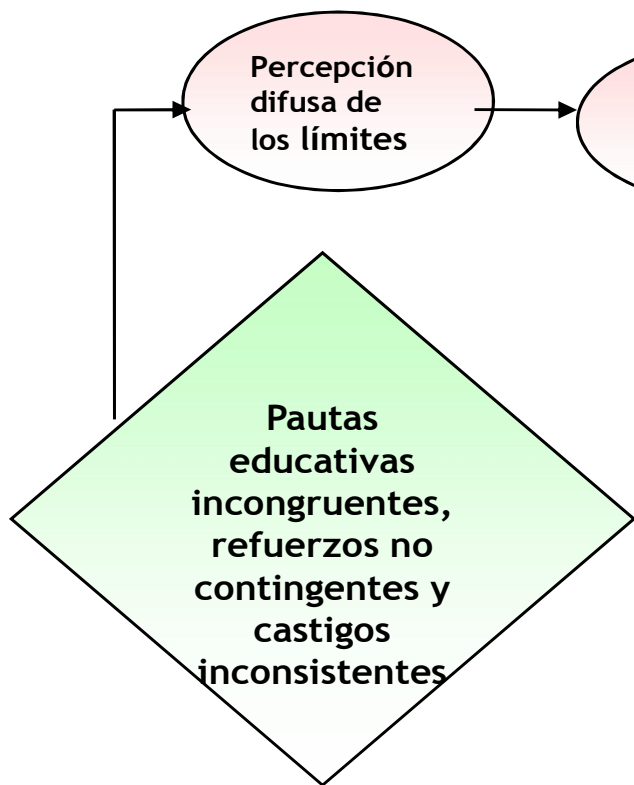 Percepción
difusa de
los límites
Pautas
educativas
incongruentes,
refuerzos no
contingentes y
castigos
inconsistentes